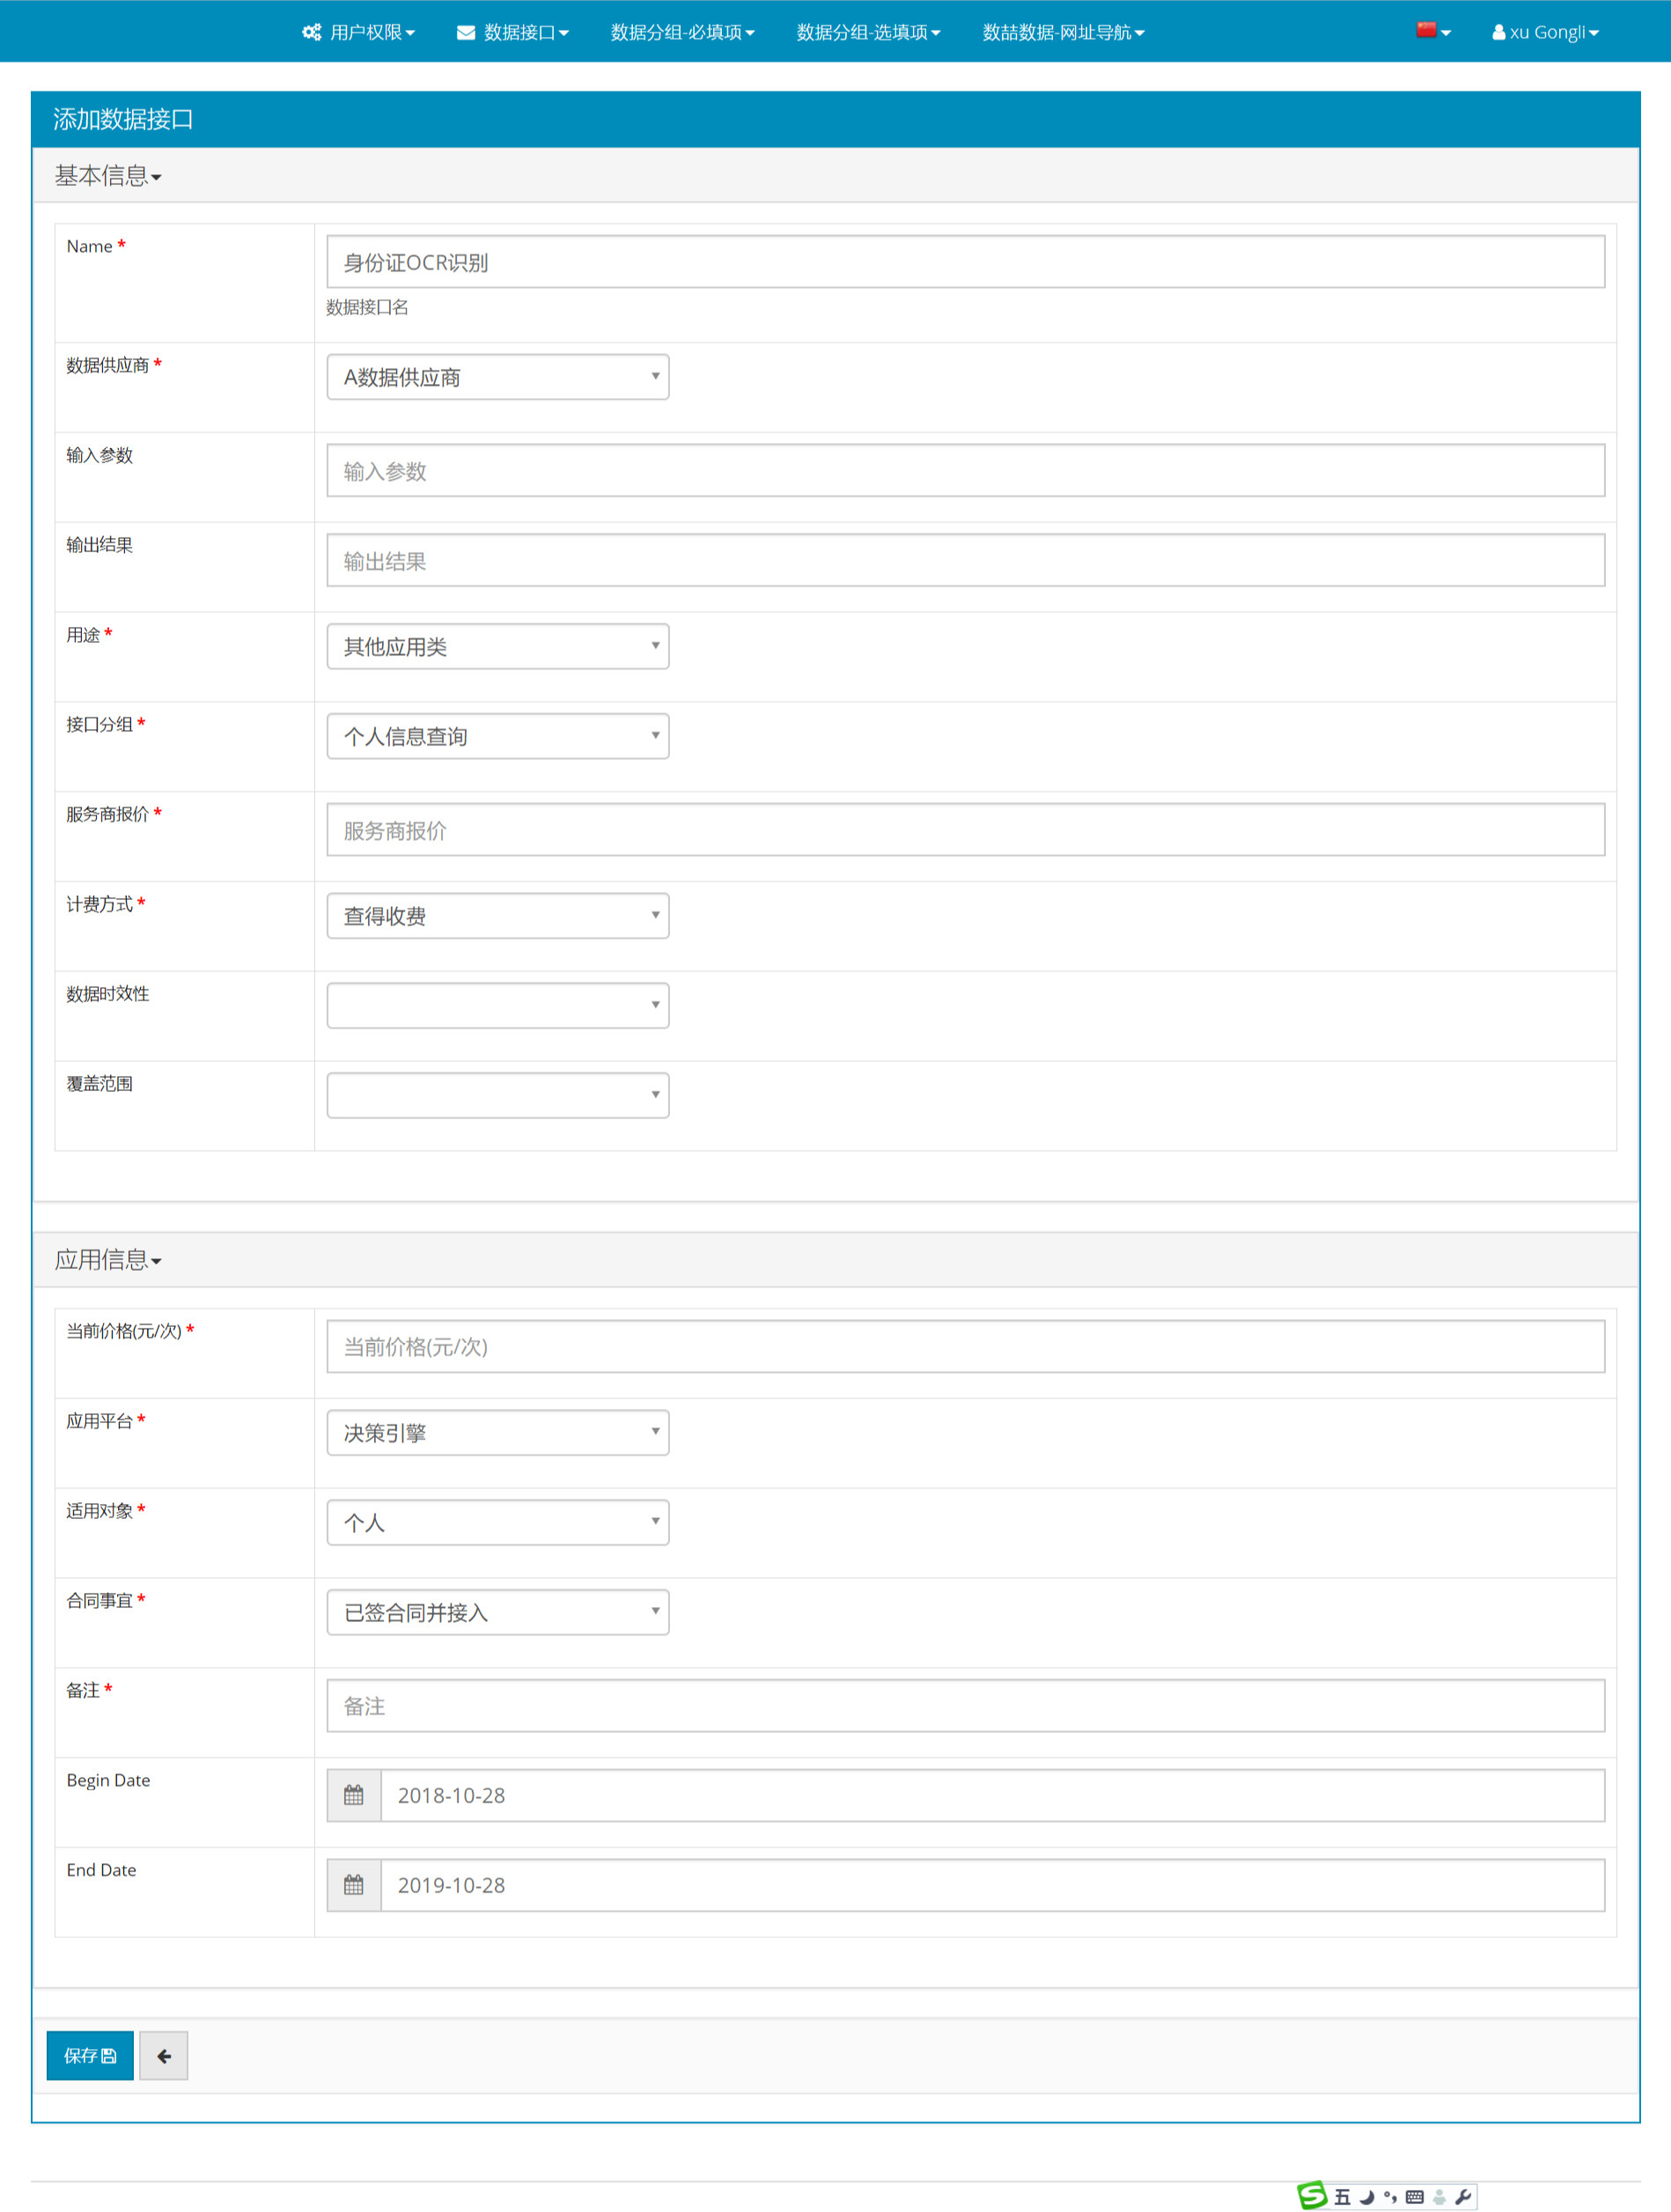 用户权限 数据接口 数据分组-必填项 数据分组-选填项 数喆数据-网址导航 xu Gongli
添加数据接口
基本信息
Name *
身份证OCR识别
数据接口名
数据供应商 *
A数据供应商
输入参数
输入参数
输出结果
输出结果
用途 *
其他应用类
接口分组 *
个人信息查询
服务商报价 *
服务商报价
计费方式 *
查得收费
数据时效性
覆盖范围
应用信息
当前价格(元/次) *
当前价格(元/次)
应用平台 *
决策引擎
适用对象 *
个人
合同事宜 *
已签合同并接入
备注 *
备注
Begin Date
2018-10-28
End Date
2019-10-28
保存
S 五